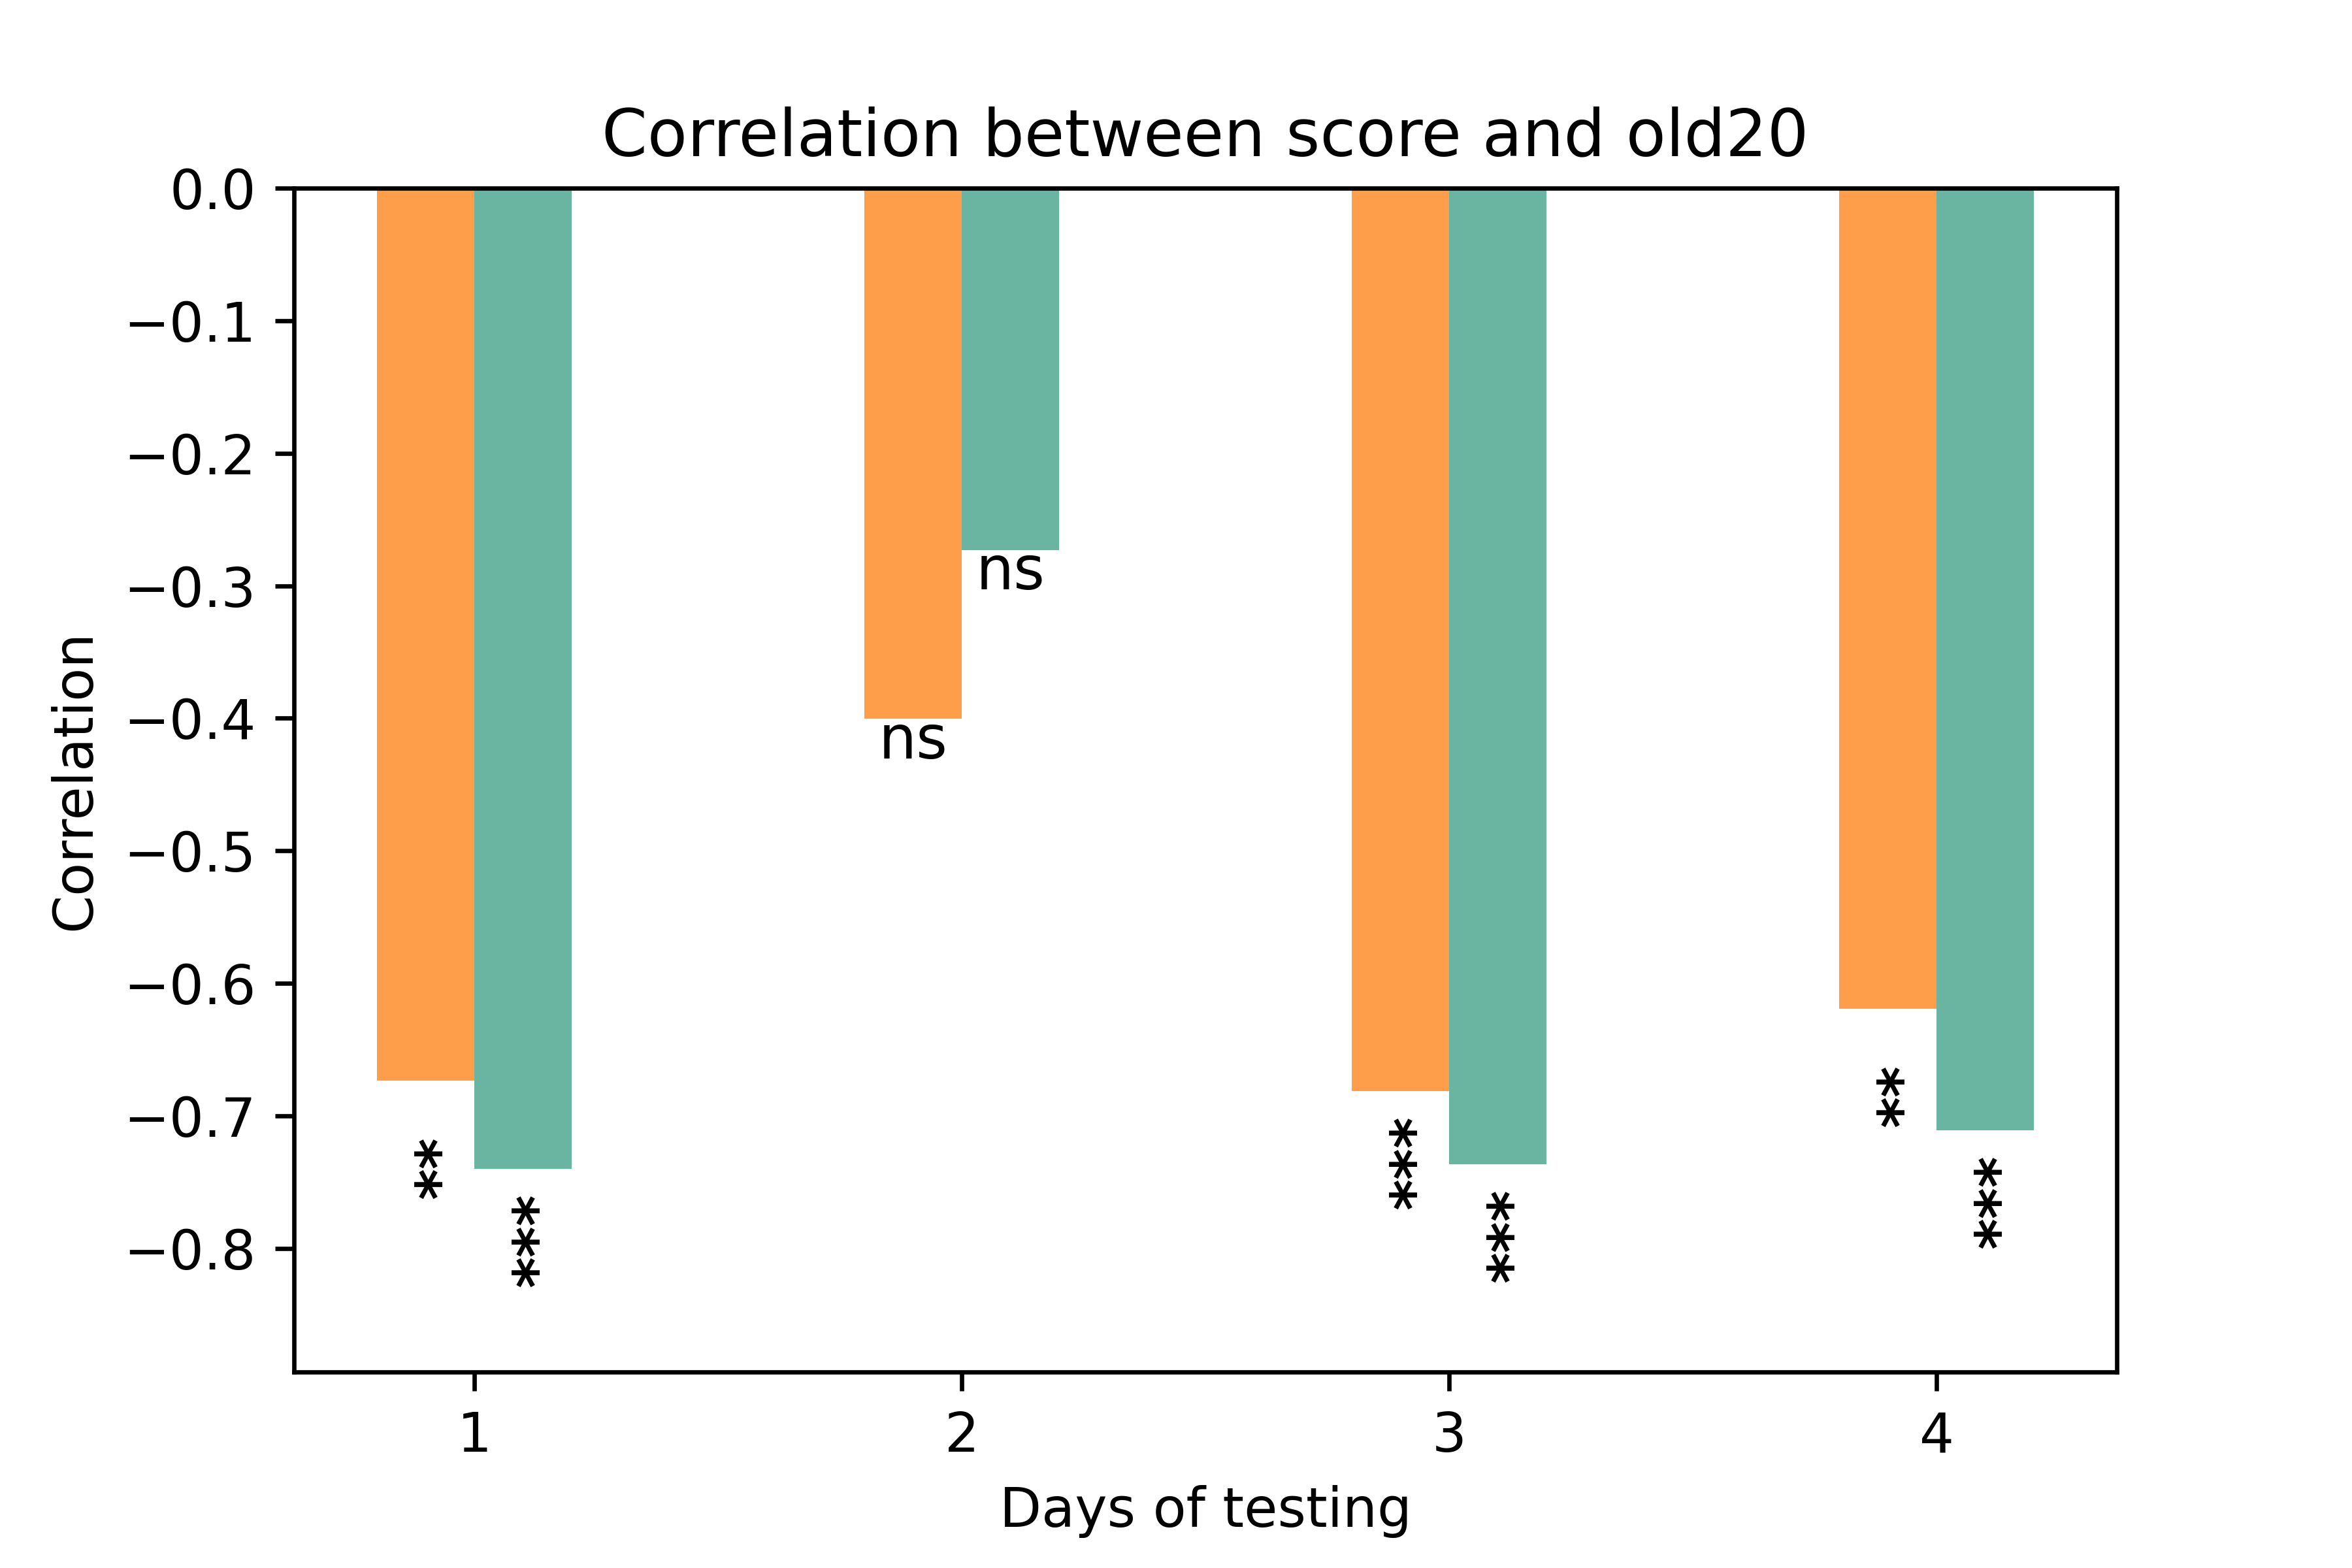 Correlation between score and old20
0.0
−0.1
−0.2
−0.3
−0.4
−0.5
−0.6
−0.7
−0.8
Correlation
**
***
ns
ns
***
***
**
***
1 2 3 4
Days of testing